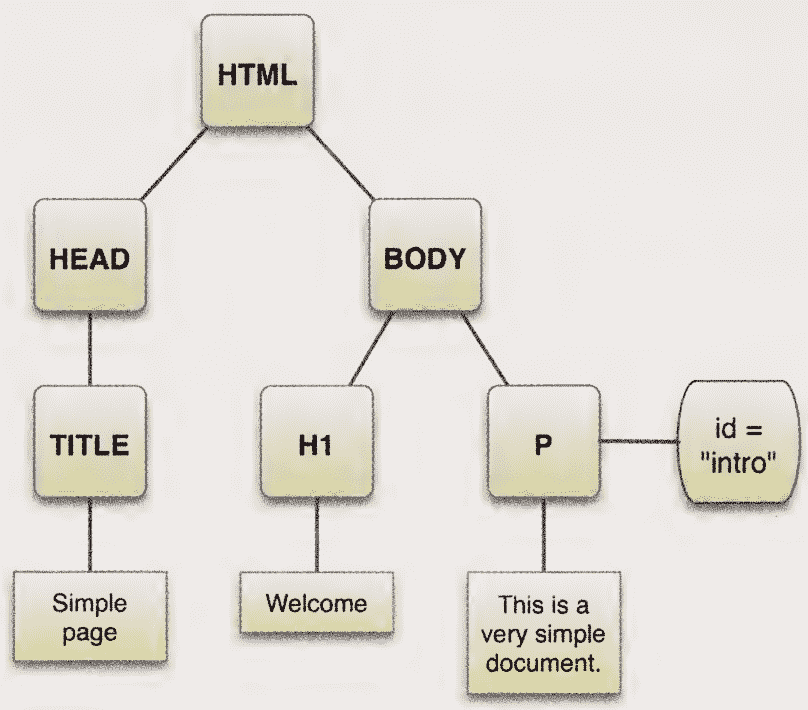 HTML
HEAD
BODY
TITLE
H1
P
id =
"intro"
Simple
page
Welcome
This is a
very simple
document.